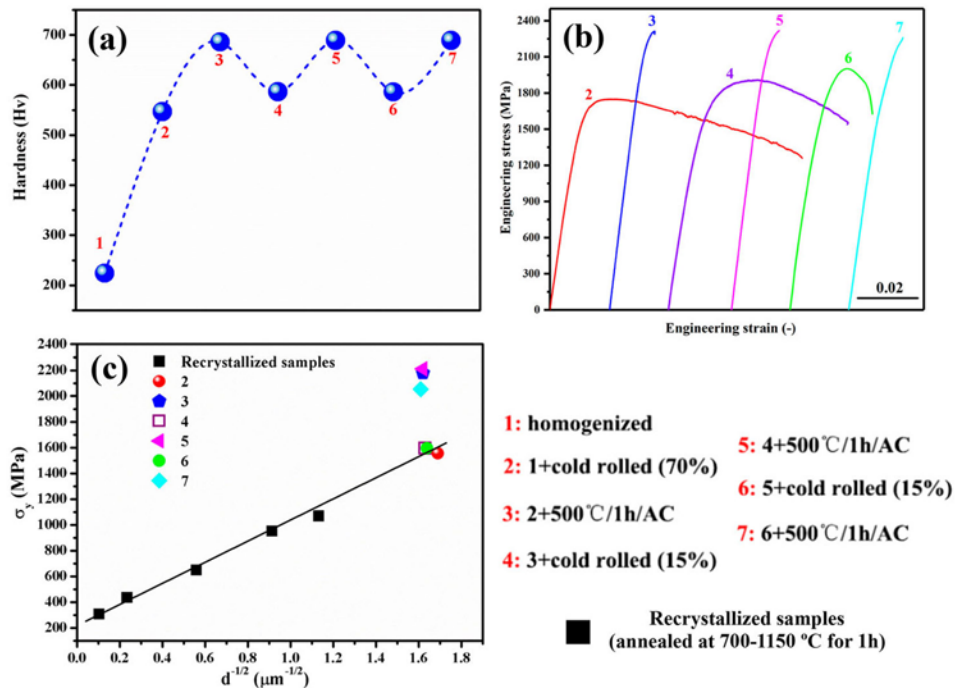 (a)
Hardness (Hv)
700
600
500
400
300
200
1
2
3
4
5
6
7
(b)
Engineering stress (MPa)
2400
2100
1800
1500
1200
900
600
300
0
2
3
4
5
6
7
0.02
Engineering strain (-)
(c)
σy (MPa)
2400
2200
2000
1800
1600
1400
1200
1000
800
600
400
200
Recrystallized samples
2
3
4
5
6
7
0.0 0.2 0.4 0.6 0.8 1.0 1.2 1.4 1.6 1.8
d-1/2 (μm-1/2)
1: homogenized
2: 1+cold rolled (70%)
3: 2+500℃/1h/AC
4: 3+cold rolled (15%)
5: 4+500℃/1h/AC
6: 5+cold rolled (15%)
7: 6+500℃/1h/AC
Recrystallized samples
(annealed at 700-1150 ºC for 1h)